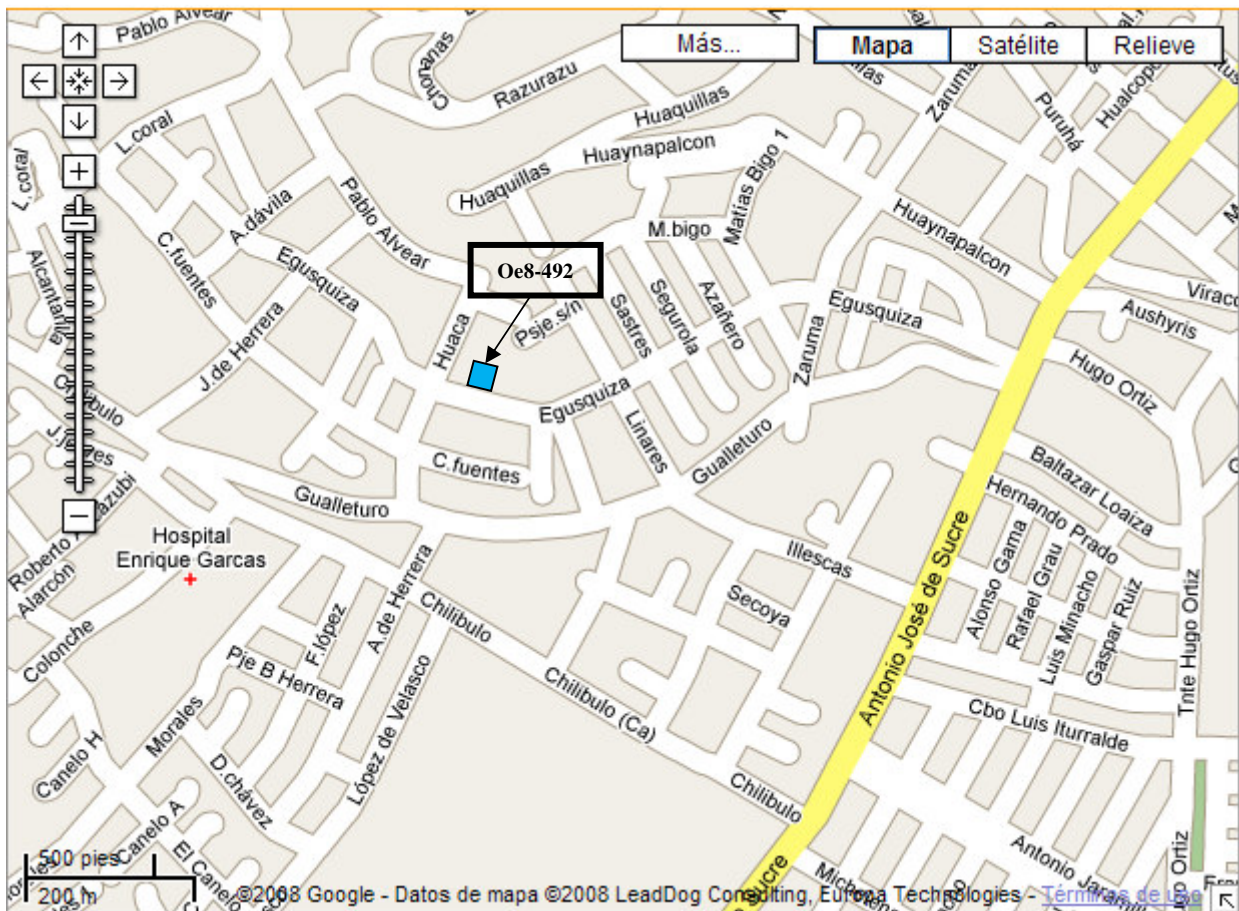 Pablo Alvear
Más...
Mapa
Satélite
Relieve
Chouanas
Razurazu
Huaquillas
Huaynapalcon
Zaruma
Puruhá
Hualcopo
L.coral
L.coral
A.dávila
Pablo Alvear
Huaquillas
M.bigo
Matías Bigo 1
Huaynapalcon
C.fuentes
Egusquiza
Oe8-492
Alcantarilla
Huaca
Psje.s/n
Sastres
Segurola
Azañero
Egusquiza
Zaruma
Aushyris
J.de Herrera
Hugo Ortiz
Egusquiza
Linares
C.fuentes
Gualleturo
Baltazar Loaiza
Gualleturo
Hernando Prado
Hospital
Enrique Garcas
Alarcón
Illescas
Alonso Gama
Rafael Grau
Luis Minacho
Gaspar Ruiz
Tnte Hugo Ortiz
Secoya
Antonio José de Sucre
Colonche
F.lópez
A.de Herrera
Chilibulo
Pje B Herrera
López de Velasco
Chilibulo (Ca)
Cbo Luis Iturralde
Canelo H
Morales
D.chávez
Chilibulo
Canelo A
500 pies
200 m
©2008 Google - Datos de mapa ©2008 LeadDog Consulting, Europa Technologies - Términos de uso